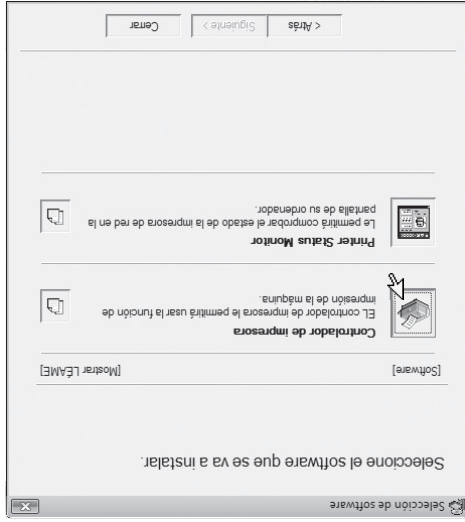 Selección de software
Seleccione el software que se va a instalar.
[Software]
[Mostrar LÉAME]
Controlador de impresora
EL controlador de impresora le permitirá usar la función de
impresión de la máquina.
Printer Status Monitor
Le permitirá comprobar el estado de la impresora de red en la
pantalla de su ordenador.
< Atrás
Siguiente >
Cerrar